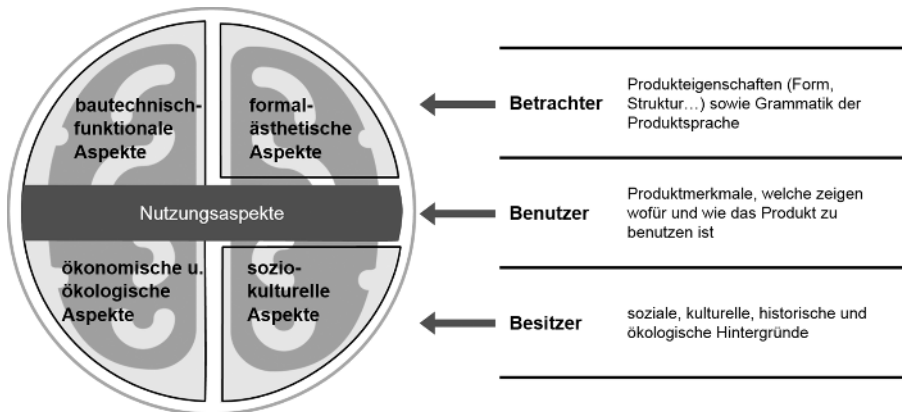 bautechnisch-
funktionale
Aspekte
formal-
ästhetische
Aspekte
Nutzungsaspekte
ökonomische u.
ökologische
Aspekte
sozio-
kulturelle
Aspekte
Betrachter
Produkteigenschaften (Form,
Struktur…) sowie Grammatik der
Produktsprache
Benutzer
Produktmerkmale, welche zeigen
wofür und wie das Produkt zu
benutzen ist
Besitzer
soziale, kulturelle, historische und
ökologische Hintergründe